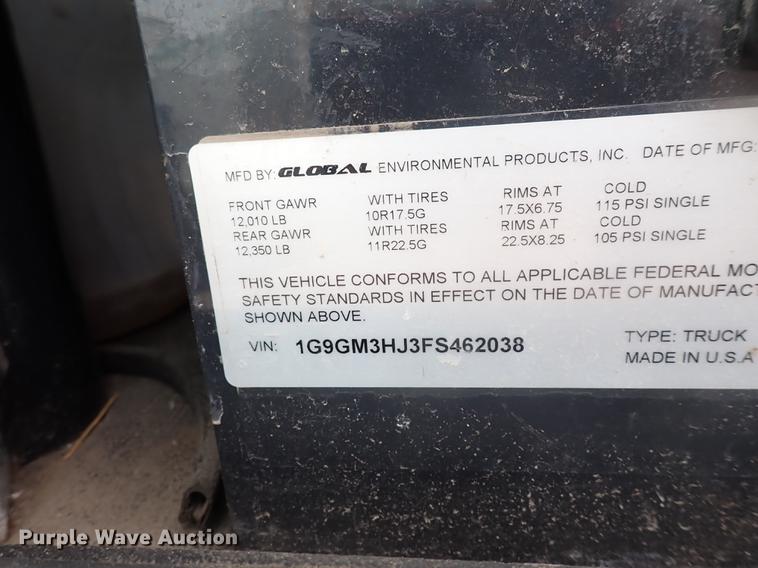 MFD BY: GLOBAL ENVIRONMENTAL PRODUCTS, INC. DATE OF MFG:
FRONT GAWR WITH TIRES RIMS AT COLD
12,010 LB 10R17.5G 17.5X6.75 115 PSI SINGLE
REAR GAWR WITH TIRES RIMS AT COLD
12,350 LB 11R22.5G 22.5X8.25 105 PSI SINGLE
THIS VEHICLE CONFORMS TO ALL APPLICABLE FEDERAL MO
SAFETY STANDARDS IN EFFECT ON THE DATE OF MANUFACT
SHOWN ABOVE.
VIN: 1G9GM3HJ3FS462038 TYPE: TRUCK
MADE IN U.S.A
Purple Wave Auction